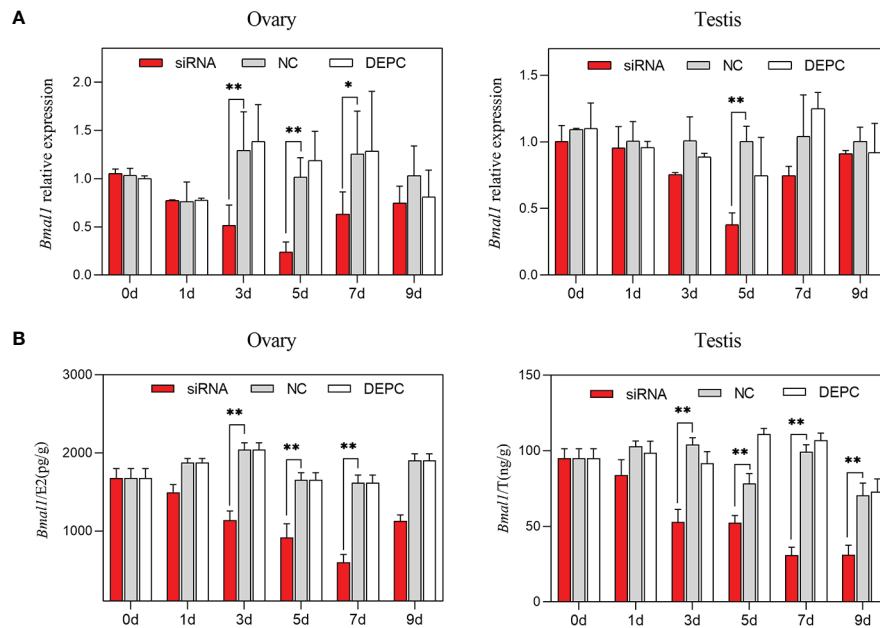 A
Ovary
siRNA NC DEPC
Bmal1 relative expression
2.0
1.5
1.0
0.5
0.0
** ** *
0d 1d 3d 5d 7d 9d
Testis
siRNA NC DEPC
Bmal1 relative expression
1.5
1.0
0.5
0.0
**
0d 1d 3d 5d 7d 9d
B
Ovary
siRNA NC DEPC
Bmal1/E2(pg/g)
3000
2000
1000
** ** **
0d 1d 3d 5d 7d 9d
Testis
siRNA NC DEPC
Bmal1/T(ng/g)
150
100
50
0
** ** ** **
0d 1d 3d 5d 7d 9d